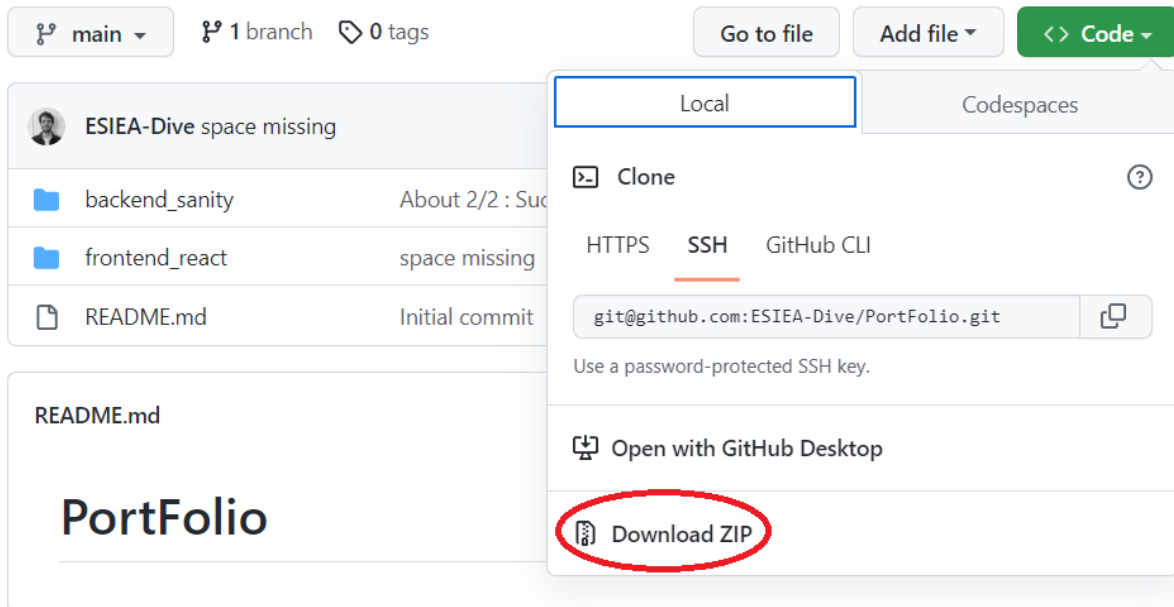 main
1 branch
0 tags
Go to file
Add file
Code
ESIEA-Dive space missing
backend_sanity
About 2/2 : Suc
frontend_react
space missing
README.md
Initial commit
README.md
PortFolio
Local
Codespaces
Clone
HTTPS
SSH
GitHub CLI
git@github.com:ESIEA-Dive/PortFolio.git
Use a password-protected SSH key.
Open with GitHub Desktop
Download ZIP